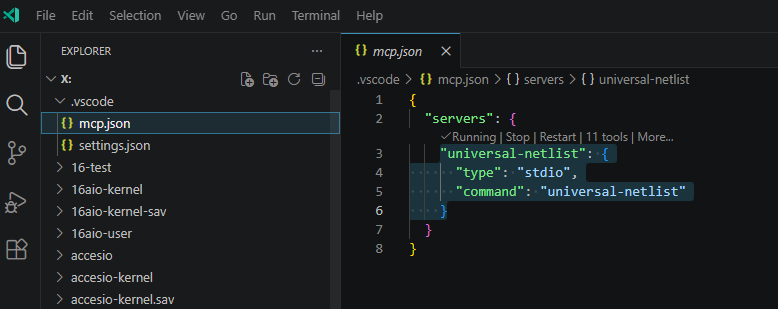 File Edit Selection View Go Run Terminal Help
EXPLORER ...
X:
.vscode
{} mcp.json
{} settings.json
16-test
16aio-kernel
16aio-kernel-sav
16aio-user
accesio
accesio-kernel
accesio-kernel.sav
{} mcp.json ×
.vscode > {} mcp.json > {} servers > {} universal-netlist
1 {
2 "servers": {
✓Running | Stop | Restart | 11 tools | More...
3 "universal-netlist": {
4 "type": "stdio",
5 "command": "universal-netlist"
6 }
7 }
8 }